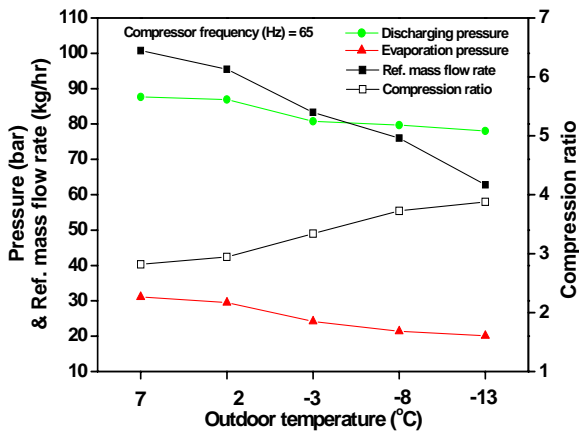 Compressor frequency (Hz) = 65
Discharging pressure
Evaporation pressure
Ref. mass flow rate
Compression ratio
Pressure (bar)
& Ref. mass flow rate (kg/hr)
110
100
90
80
70
60
50
40
30
20
10
7
6
5
4
3
2
1
Compression ratio
7 2 -3 -8 -13
Outdoor temperature (°C)